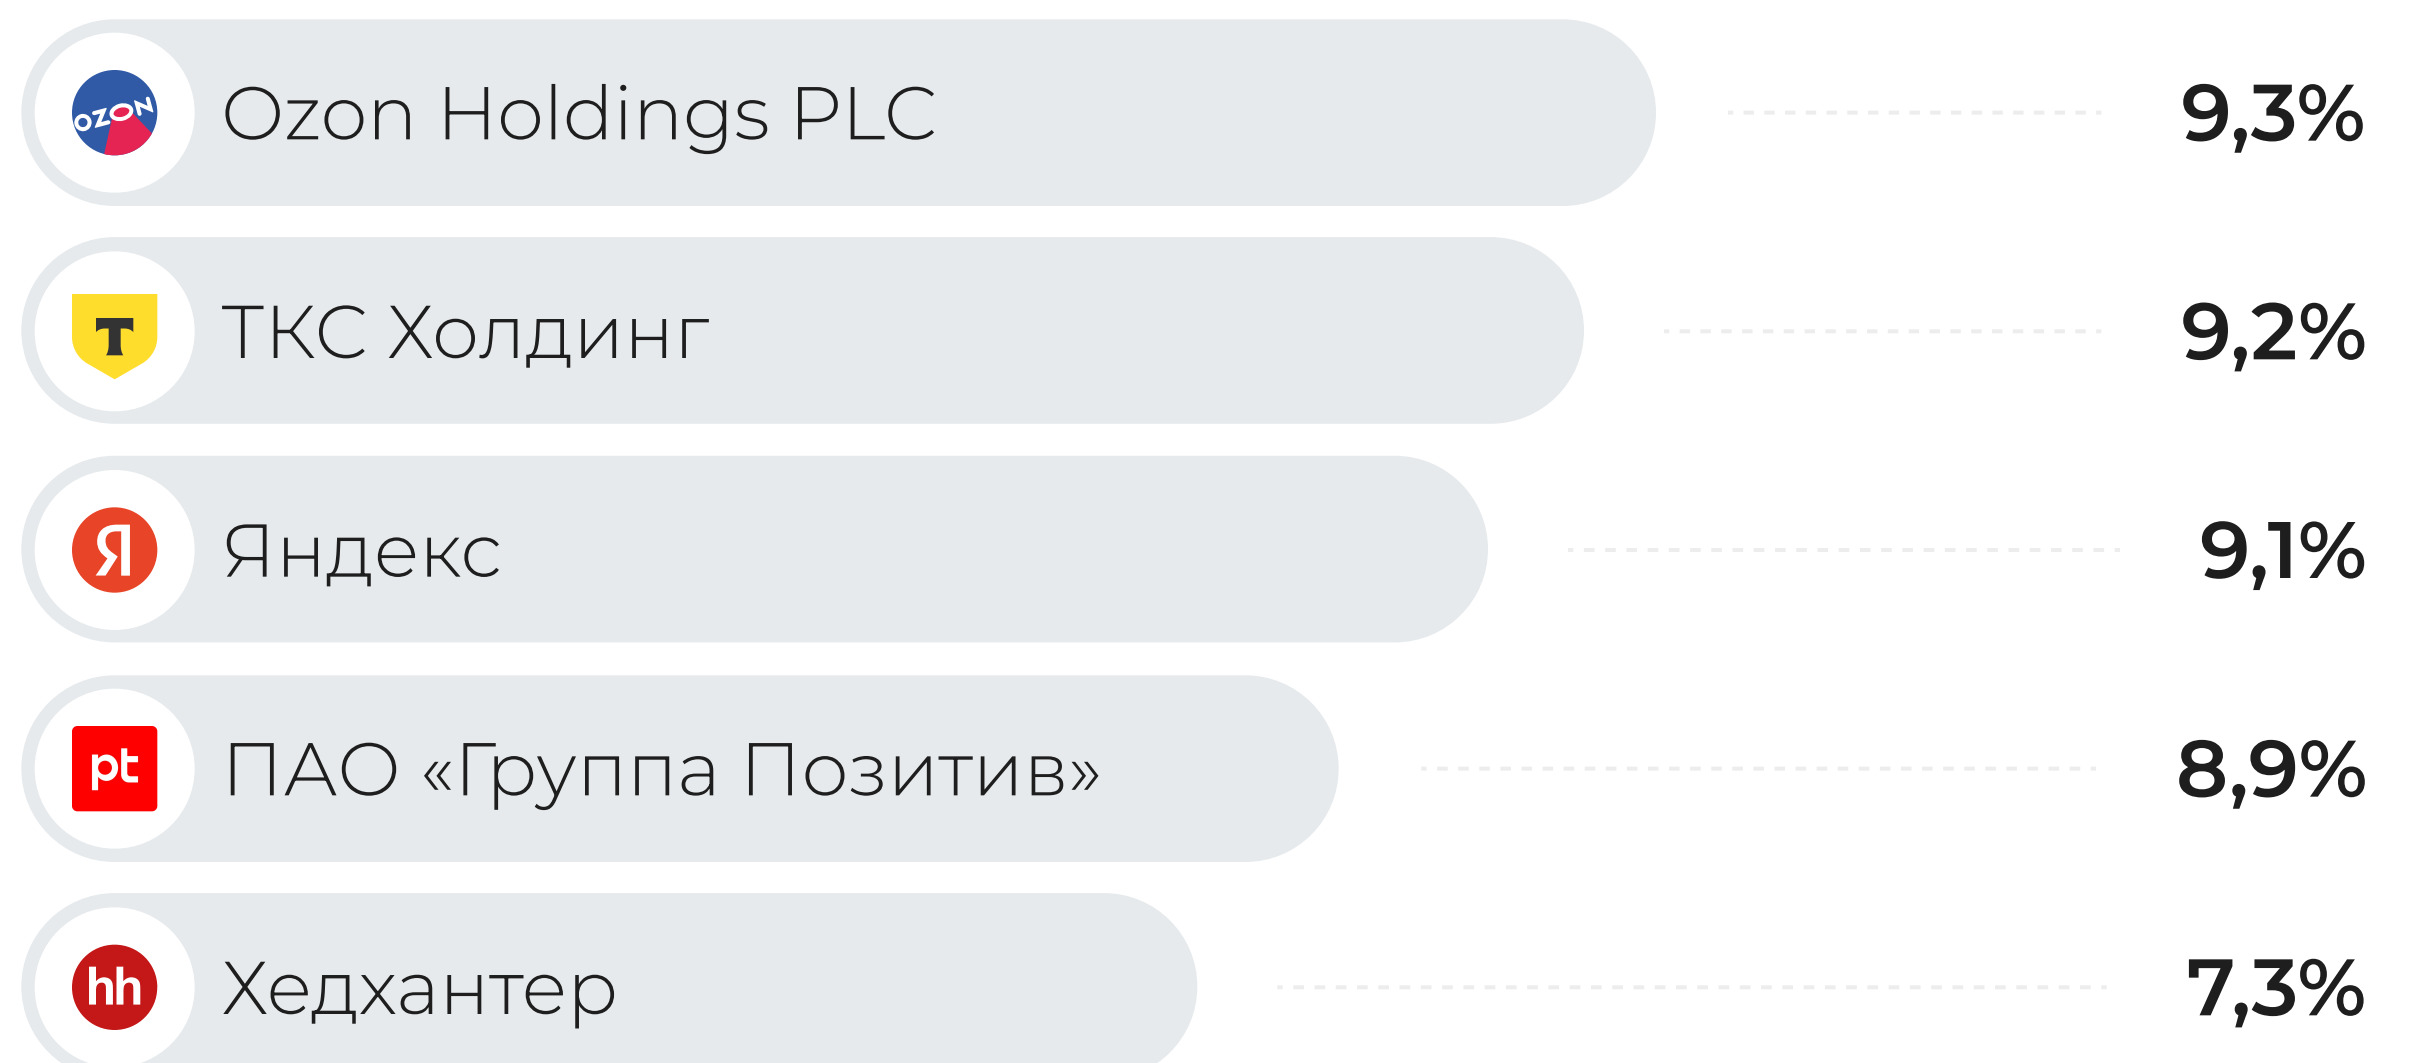 OZON Ozon Holdings PLC 9,3%
Т ТКС Холдинг 9,2%
Я Яндекс 9,1%
pt ПАО «Группа Позитив» 8,9%
hh Хедхантер 7,3%